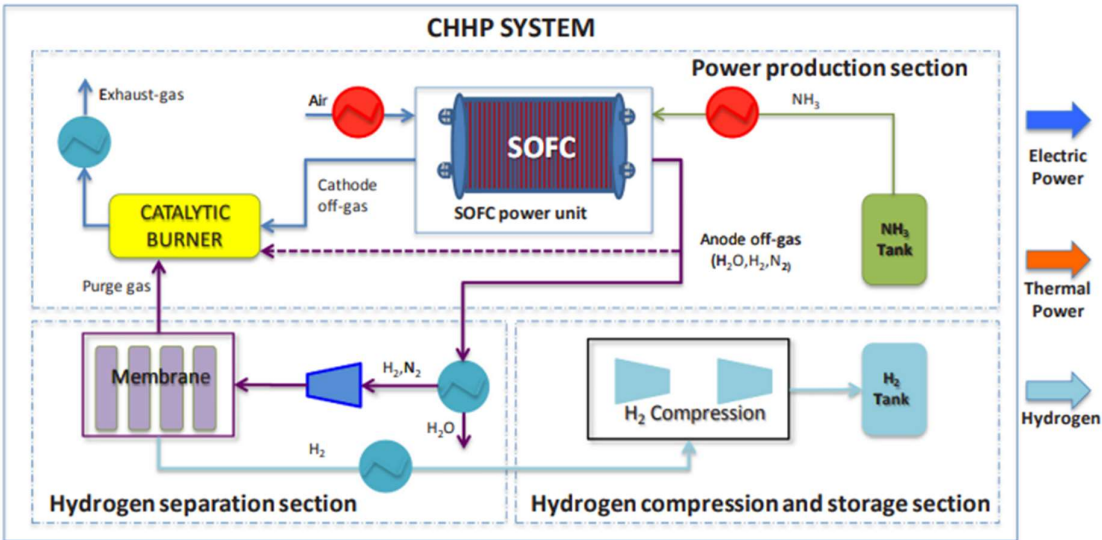 CHHP SYSTEM
Power production section
Exhaust-gas
Air
SOFC
NH₃
Cathode
off-gas
SOFC power unit
CATALYTIC
BURNER
Anode off-gas
(H₂O,H₂,N₂)
NH₃
Tank
Purge gas
Electric
Power
Thermal
Power
Hydrogen
Membrane
H₂,N₂
H₂O
H₂
Hydrogen separation section
H₂ Compression
H₂
Tank
Hydrogen compression and storage section